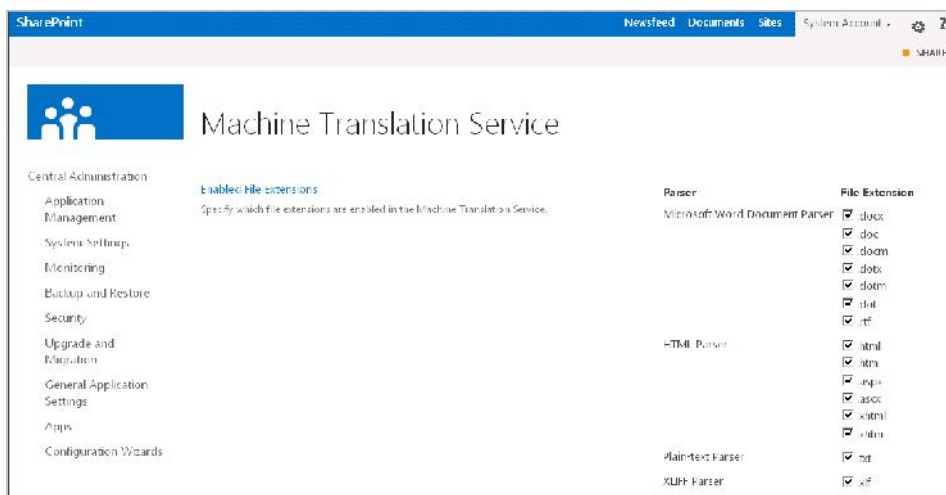 SharePoint
Newsfeed Documents Sites System Account ?
SHARE
Machine Translation Service
Central Administration
Application
Management
System Settings
Monitoring
Backup and Restore
Security
Upgrade and
Migration
General Application
Settings
Apps
Configuration Wizards
Enabled File Extensions
Specify which file extensions are enabled in the Machine Translation Service.
Parser File Extension
Microsoft Word Document Parser .docx
.doc
.docm
.dotx
.dotm
.dot
.rtf
HTML Parser .html
.htm
.aspx
.ascx
.xhtml
.xhtm
Plain-text Parser .txt
XLIFF Parser .xlf